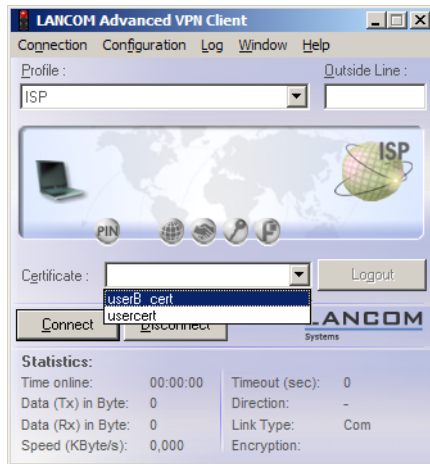 LANCOM Advanced VPN Client
Connection Configuration Log Window Help
Profile : Outside Line :
ISP
ISP
PIN
Certificate : Logout
userB_cert
usercert
Connect Disconnect
LANCOM
Systems
Statistics:
Time online: 00:00:00 Timeout (sec): 0
Data (Tx) in Byte: 0 Direction: -
Data (Rx) in Byte: 0 Link Type: Com
Speed (KByte/s): 0,000 Encryption: